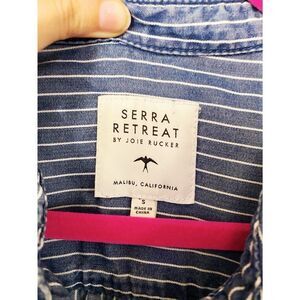 SERRA
RETREAT
BY JOIE RUCKER
MALIBU, CALIFORNIA
S
MADE IN
CHINA